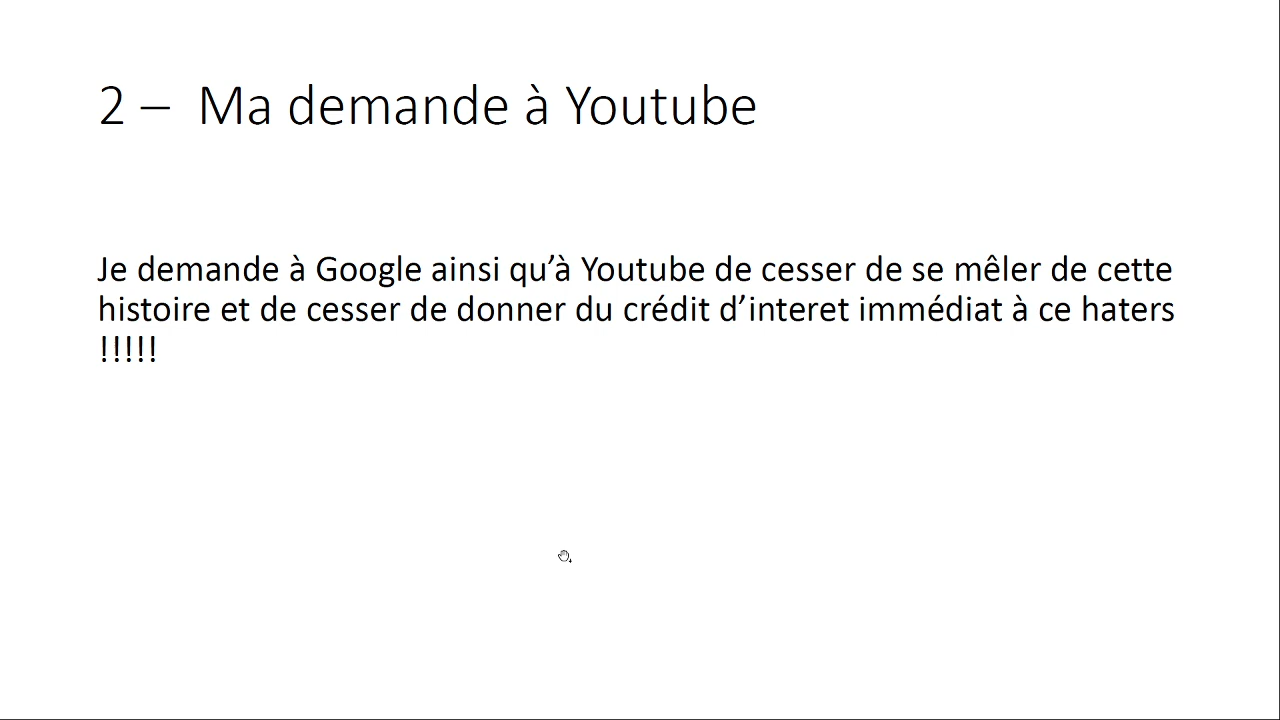 2 – Ma demande à Youtube
Je demande à Google ainsi qu’à Youtube de cesser de se mêler de cette
histoire et de cesser de donner du crédit d’interet immédiat à ce haters
!!!!!